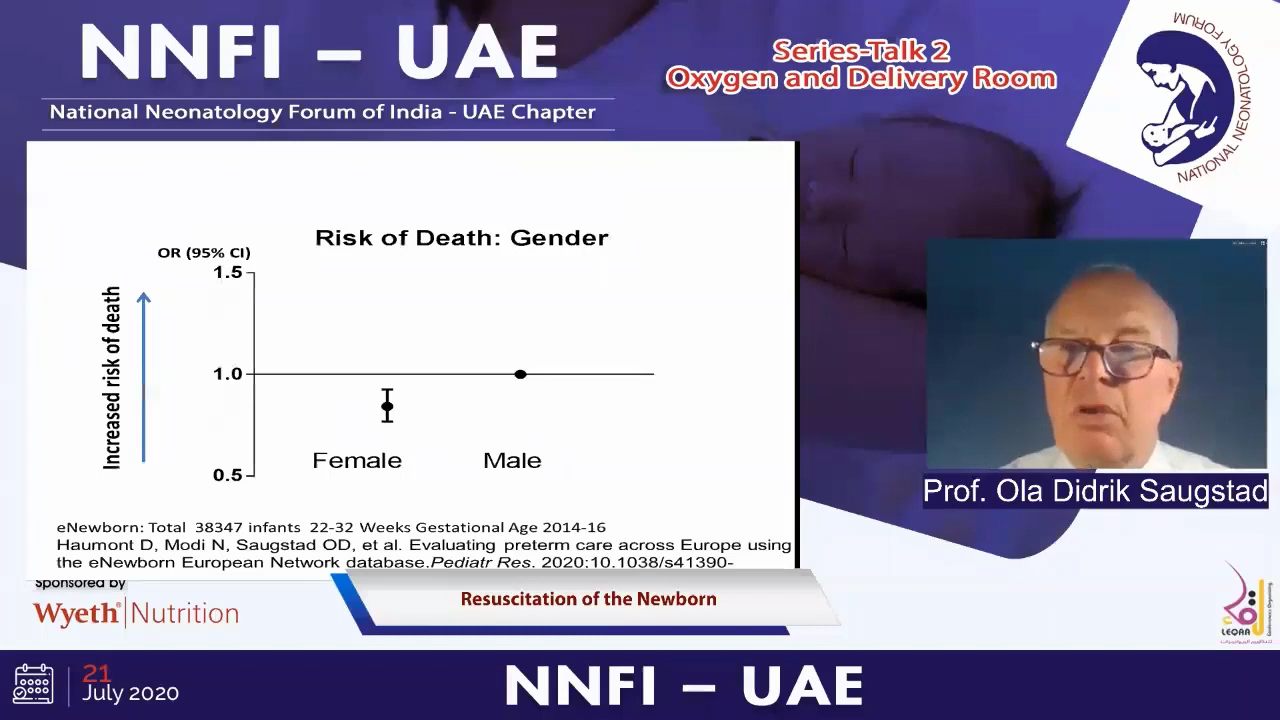 NNFI – UAE
National Neonatology Forum of India - UAE Chapter
Series-Talk 2
Oxygen and Delivery Room
NATIONAL NEONATOLOGY FORUM
Risk of Death: Gender
OR (95% CI)
1.5
1.0
0.5
Increased risk of death
Female
Male
eNewborn: Total 38347 infants 22-32 Weeks Gestational Age 2014-16
Haumont D, Modi N, Saugstad OD, et al. Evaluating preterm care across Europe using
the eNewborn European Network database.Pediatr Res. 2020:10.1038/s41390-
Prof. Ola Didrik Saugstad
Sponsored by
Wyeth® Nutrition
Resuscitation of the Newborn
LEQAA
21
July 2020
NNFI – UAE